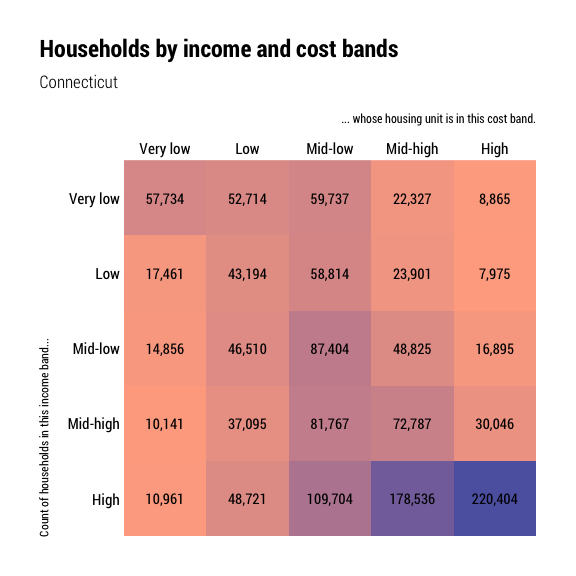 Households by income and cost bands
Connecticut
... whose housing unit is in this cost band.
Very low Low Mid-low Mid-high High
Very low 57,734 52,714 59,737 22,327 8,865
Low 17,461 43,194 58,814 23,901 7,975
Mid-low 14,856 46,510 87,404 48,825 16,895
Mid-high 10,141 37,095 81,767 72,787 30,046
High 10,961 48,721 109,704 178,536 220,404
Count of households in this income band...